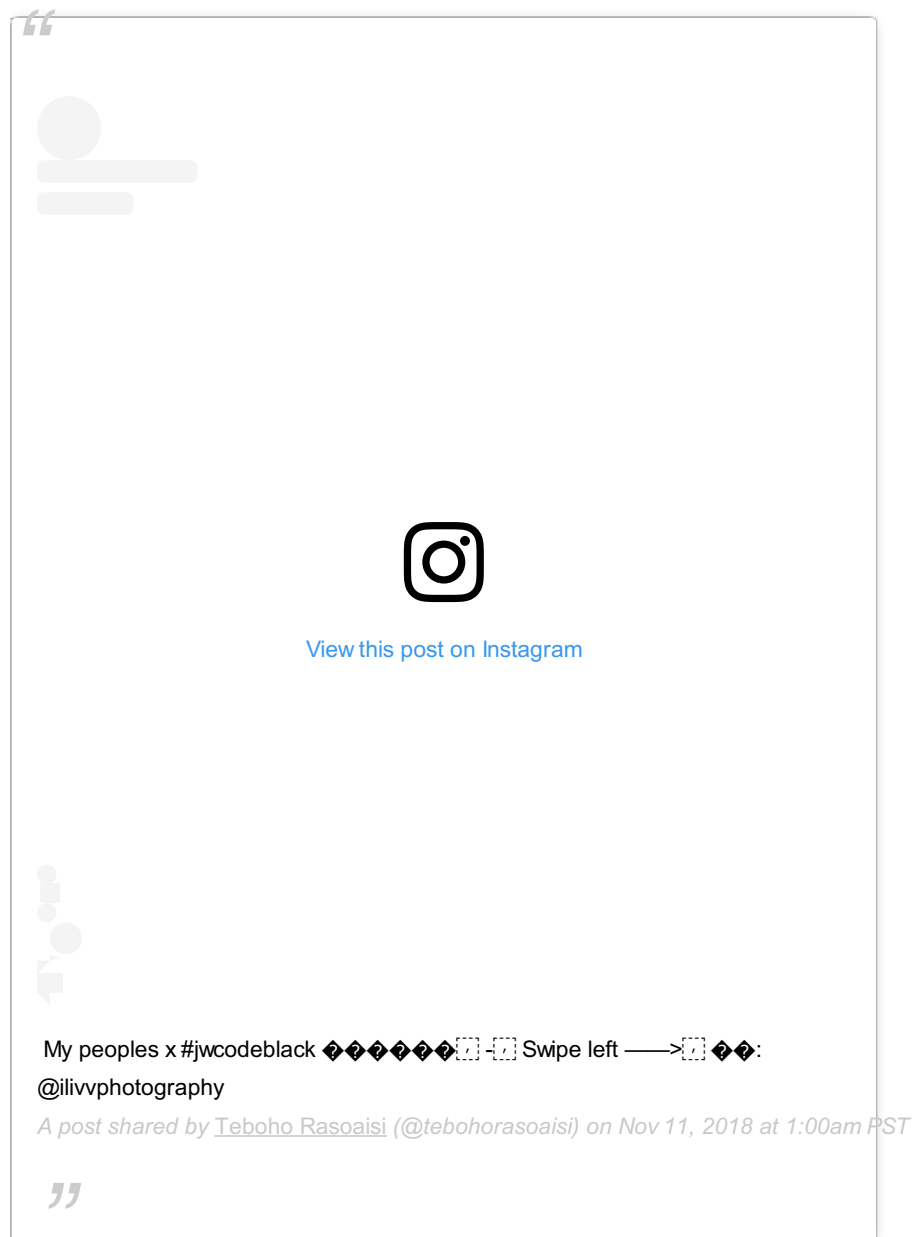 “
View this post on Instagram
My peoples x #jwcodeblack ������ - Swipe left ——> ��:
@ilivvphotography
A post shared by Teboho Rasoaisi (@tebohorasoaisi) on Nov 11, 2018 at 1:00am PST
”